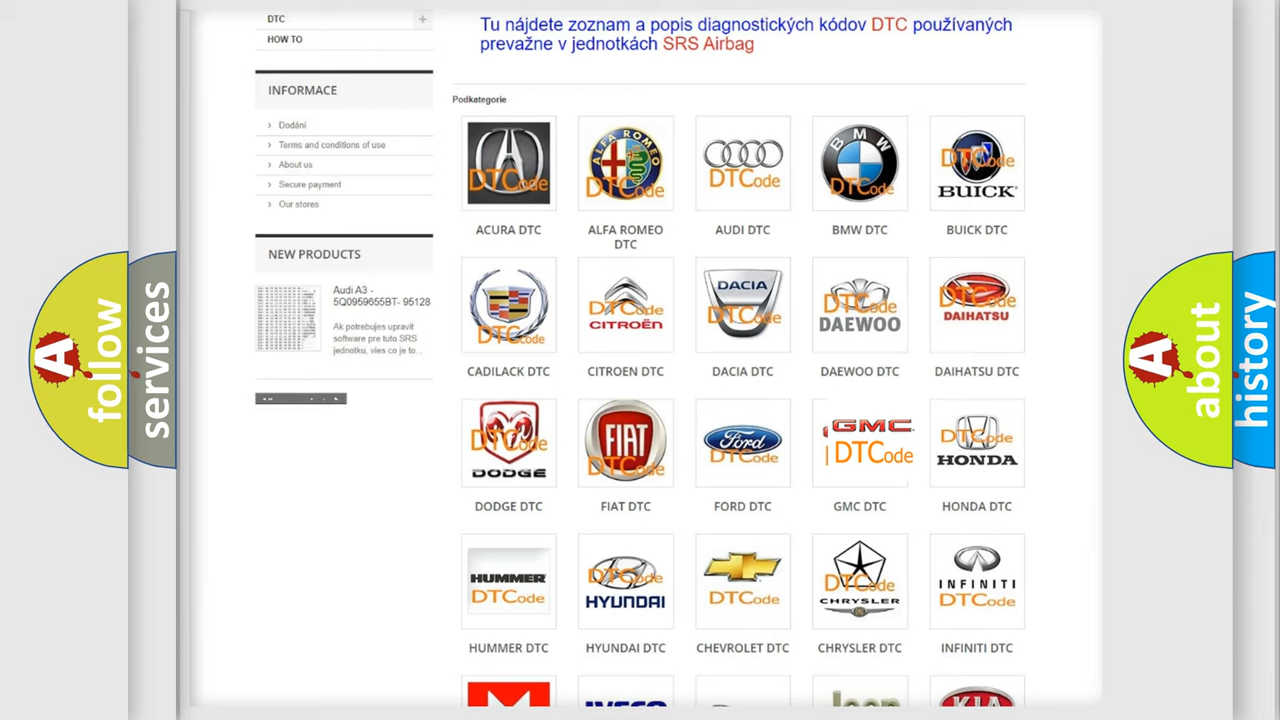 DTC
HOW TO
INFORMACE
Dodání
Terms and conditions of use
About us
Secure payment
Our stores
NEW PRODUCTS
Audi A3 -
5Q0959655BT- 95128
Ak potrebujes upravit
software pre tuto SRS
jednotku, vies co je to...
Tu nájdete zoznam a popis diagnostických kódov DTC používaných
prevažne v jednotkách SRS Airbag
Podkategorie
DTCode
ALFA ROMEO
DTCode
DTCode
BMW
DTCode
DTCode
BUICK
ACURA DTC
ALFA ROMEO
DTC
AUDI DTC
BMW DTC
BUICK DTC
DTCode
DTCode
CITROËN
DACIA
DTCode
DTCode
DAEWOO
DTCode
DAIHATSU
CADILACK DTC
CITROEN DTC
DACIA DTC
DAEWOO DTC
DAIHATSU DTC
DTCode
DODGE
FIAT
DTCode
Ford
DTCode
GMC
DTCode
DTCode
HONDA
DODGE DTC
FIAT DTC
FORD DTC
GMC DTC
HONDA DTC
HUMMER
DTCode
DTCode
HYUNDAI
DTCode
DTCode
CHRYSLER
INFINITI
DTCode
HUMMER DTC
HYUNDAI DTC
CHEVROLET DTC
CHRYSLER DTC
INFINITI DTC
IVECO
Jeep
KIA
A
follow
services
A
about
history